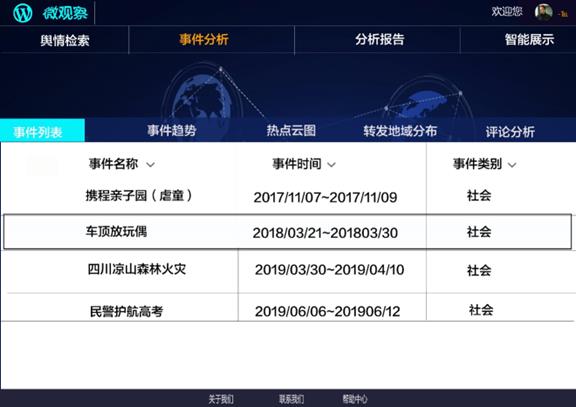 微观察 欢迎您
舆情检索 事件分析 分析报告 智能展示
事件列表 事件趋势 热点云图 转发地域分布 评论分析
事件名称 事件时间 事件类别
携程亲子园（虐童） 2017/11/07~2017/11/09 社会
车顶放玩偶 2018/03/21~201803/30 社会
四川凉山森林火灾 2019/03/30~2019/04/10 社会
民警护航高考 2019/06/06~201906/12 社会
关于我们 联系我们 帮助中心